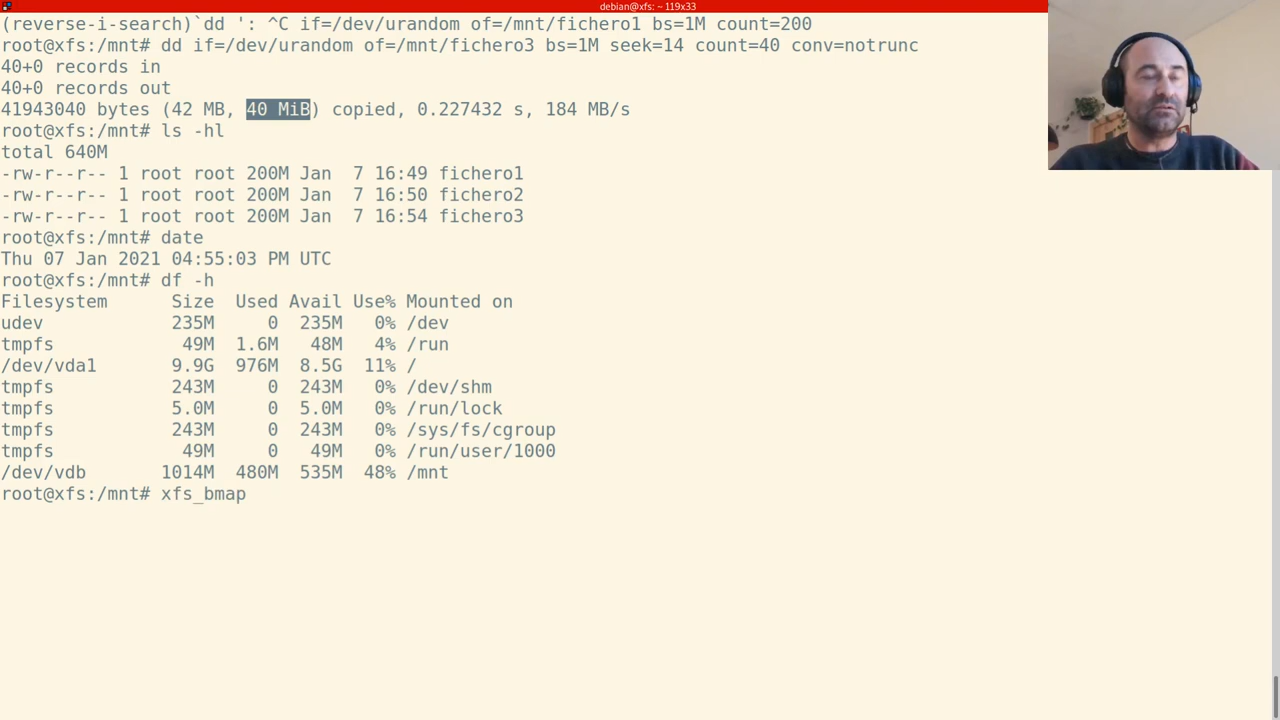 debian@xfs: ~ 119x33
(reverse-i-search)`dd ': ^C if=/dev/urandom of=/mnt/fichero1 bs=1M count=200
root@xfs:/mnt# dd if=/dev/urandom of=/mnt/fichero3 bs=1M seek=14 count=40 conv=notrunc
40+0 records in
40+0 records out
41943040 bytes (42 MB, 40 MiB) copied, 0.227432 s, 184 MB/s
root@xfs:/mnt# ls -hl
total 640M
-rw-r--r-- 1 root root 200M Jan  7 16:49 fichero1
-rw-r--r-- 1 root root 200M Jan  7 16:50 fichero2
-rw-r--r-- 1 root root 200M Jan  7 16:54 fichero3
root@xfs:/mnt# date
Thu 07 Jan 2021 04:55:03 PM UTC
root@xfs:/mnt# df -h
Filesystem      Size  Used Avail Use% Mounted on
udev            235M     0  235M   0% /dev
tmpfs            49M  1.6M   48M   4% /run
/dev/vda1       9.9G  976M  8.5G  11% /
tmpfs           243M     0  243M   0% /dev/shm
tmpfs           5.0M     0  5.0M   0% /run/lock
tmpfs           243M     0  243M   0% /sys/fs/cgroup
tmpfs            49M     0   49M   0% /run/user/1000
/dev/vdb       1014M  480M  535M  48% /mnt
root@xfs:/mnt# xfs_bmap